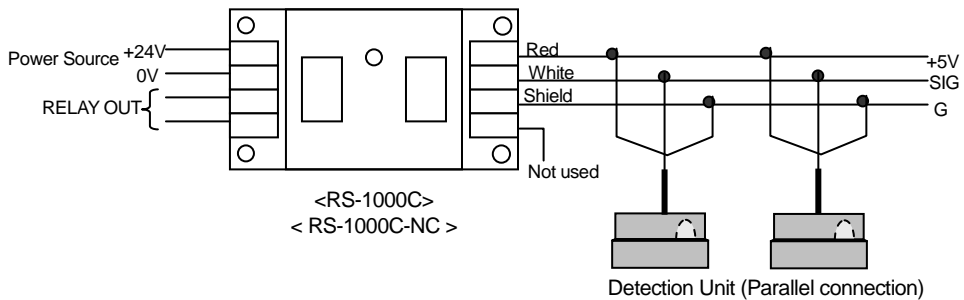 Power Source +24V
0V
RELAY OUT
Red
White
Shield
Not used
+5V
SIG
G
<RS-1000C>
< RS-1000C-NC >
Detection Unit (Parallel connection)